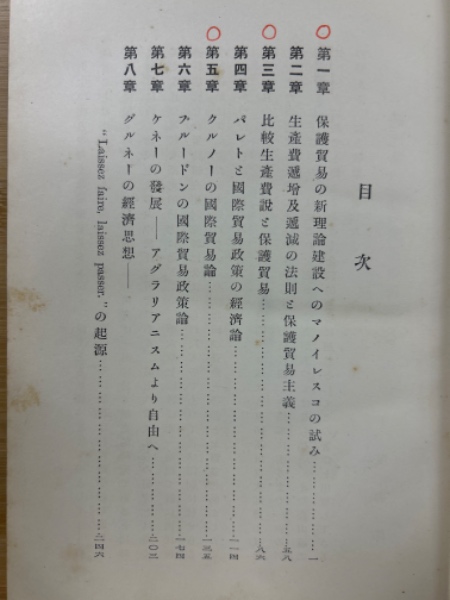 目次
第一章 保護貿易の新理論建設へのマノイレスコの試み………………一
第二章 生産費遞增及遞減の法則と保護貿易主義………………五八
第三章 比較生産費說と保護貿易………………八六
第四章 パレトと國際貿易政策の經濟論………………一一四
第五章 クルノーの國際貿易論………………一三五
第六章 プルードンの國際貿易政策論………………一七四
第七章 ケネーの發展——アグラリアニスムより自由へ………………二〇三
第八章 グルネーの經濟思想——
“Laissez faire, laissez passer.”の起源………………二四六